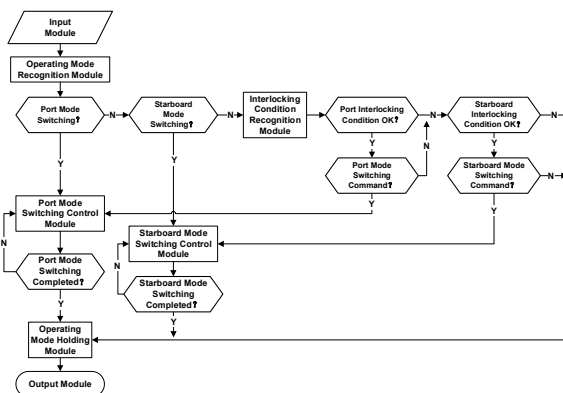 Input
Module
Operating Mode
Recognition Module
Port Mode
Switching?
N
Starboard
Mode
Switching?
N
Interlocking
Condition
Recognition
Module
Port Interlocking
Condition OK?
N
Starboard
Interlocking
Condition OK?
N
Y
Y
Y
Y
N
Port Mode
Switching
Command?
Starboard Mode
Switching
Command?
N
Y
Y
Port Mode
Switching Control
Module
Starboard Mode
Switching Control
Module
N
N
Port Mode
Switching
Completed?
Starboard Mode
Switching
Completed?
Y
Y
Operating
Mode Holding
Module
Output Module